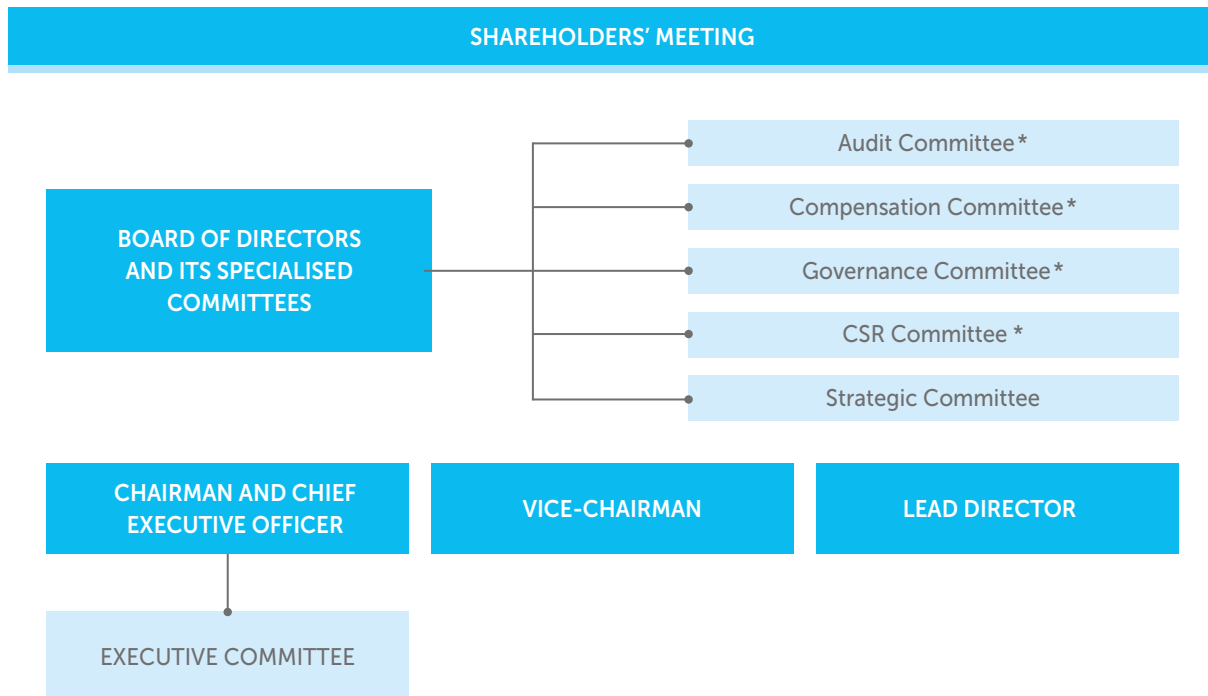 SHAREHOLDERS’ MEETING
Audit Committee*
Compensation Committee*
BOARD OF DIRECTORS
AND ITS SPECIALISED
COMMITTEES
Governance Committee*
CSR Committee *
Strategic Committee
CHAIRMAN AND CHIEF
EXECUTIVE OFFICER
VICE-CHAIRMAN
LEAD DIRECTOR
EXECUTIVE COMMITTEE